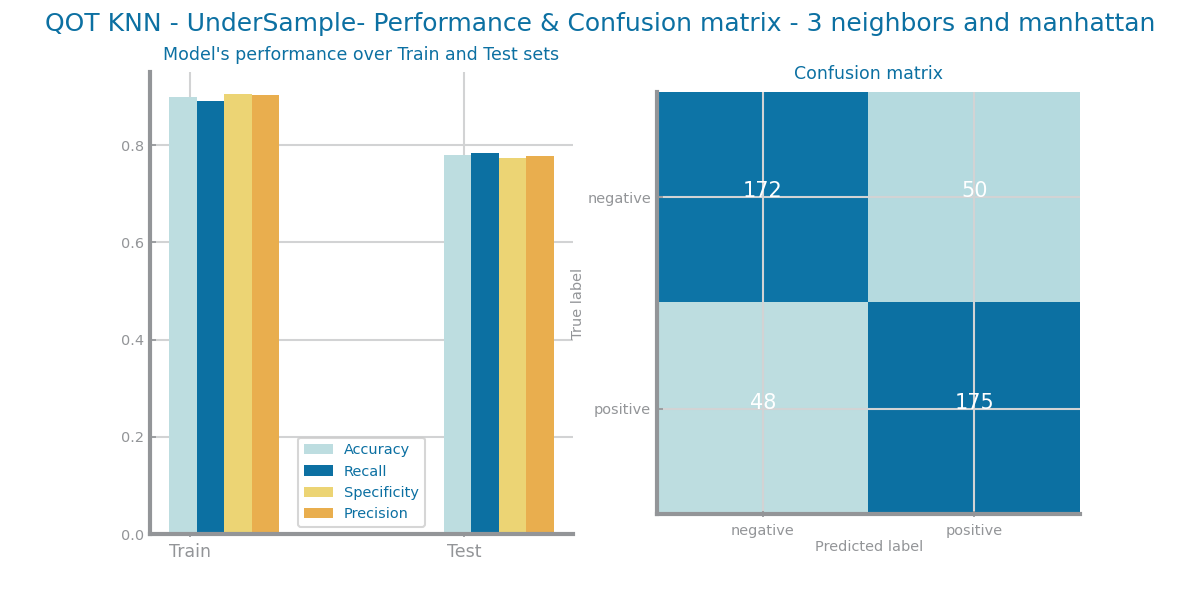 QOT KNN - UnderSample- Performance & Confusion matrix - 3 neighbors and manhattan
Model's performance over Train and Test sets
0.8
0.6
0.4
0.2
0.0
Train
Test
Accuracy
Recall
Specificity
Precision
Confusion matrix
True label
negative
positive
172
50
48
175
negative
positive
Predicted label